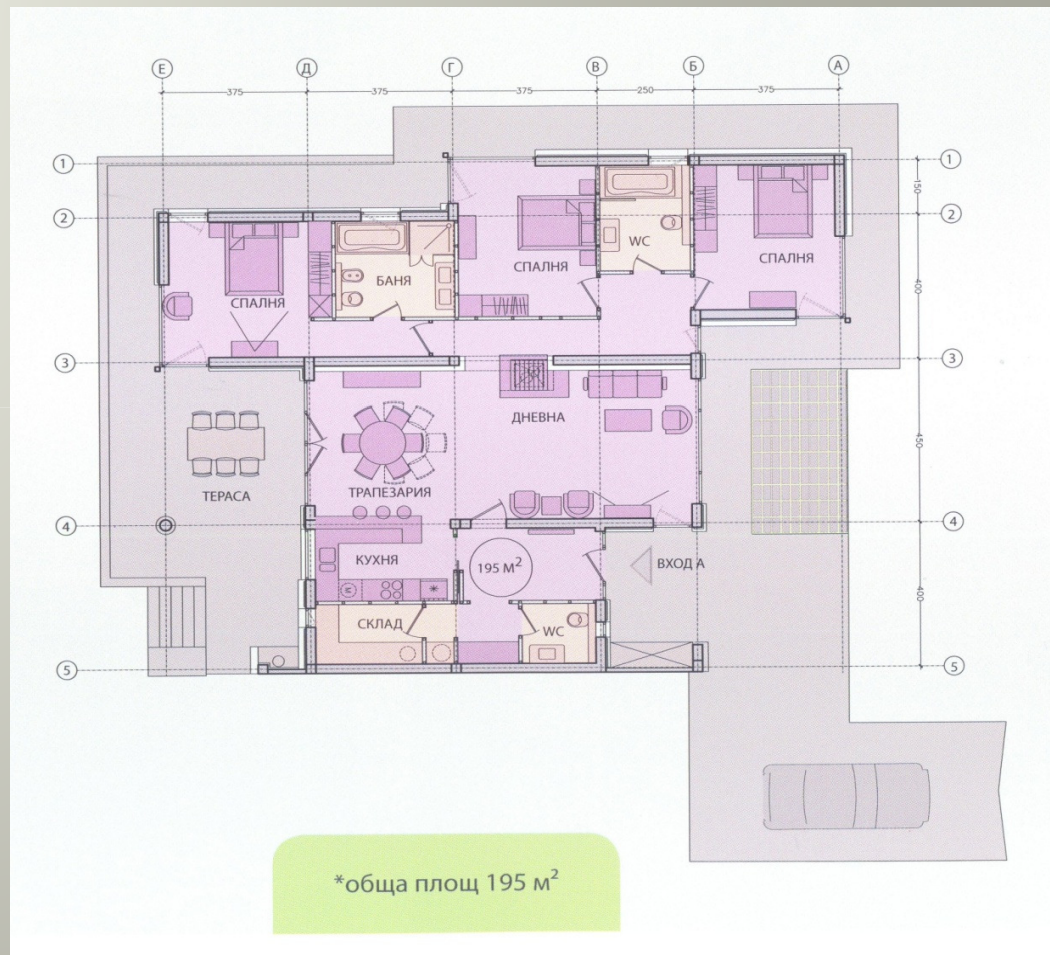 Е Д Г В Б А
375 375 375 250 375
1 1
150
2 2
WC
СПАЛНЯ
СПАЛНЯ
БАНЯ
СПАЛНЯ
400
3 3
ДНЕВНА
450
ТРАПЕЗАРИЯ
ТЕРАСА
4 4
КУХНЯ
195 М²
ВХОД А
М
400
СКЛАД
WC
5 5
*обща площ 195 м²